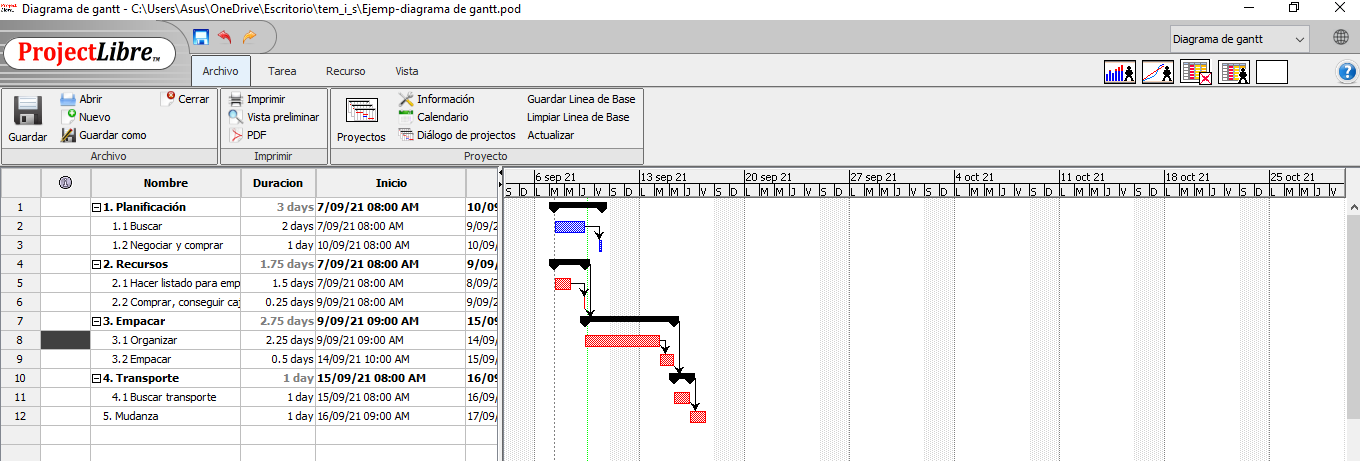 Diagrama de gantt - C:\Users\Asus\OneDrive\Escritorio\tem_i_s\Ejemp-diagrama de gantt.pod
ProjectLibre™
Diagrama de gantt
Archivo Tarea Recurso Vista
Guardar
Abrir
Nuevo
Guardar como
Cerrar
Archivo
Imprimir
Vista preliminar
PDF
Imprimir
Proyectos
Información
Calendario
Diálogo de projectos
Guardar Linea de Base
Limpiar Linea de Base
Actualizar
Proyecto
Nombre Duracion Inicio
6 sep 21 13 sep 21 20 sep 21 27 sep 21 4 oct 21 11 oct 21 18 oct 21 25 oct 21
S D L M M J V S D L M M J V S D L M M J V S D L M M J V S D L M M J V S D L M M J V S D L M M J V S D L M M J V
1 1. Planificación 3 days 7/09/21 08:00 AM 10/09
2 1.1 Buscar 2 days 7/09/21 08:00 AM 9/09/2
3 1.2 Negociar y comprar 1 day 10/09/21 08:00 AM 10/09/
4 2. Recursos 1.75 days 7/09/21 08:00 AM 9/09/
5 2.1 Hacer listado para emp 1.5 days 7/09/21 08:00 AM 8/09/2
6 2.2 Comprar, conseguir caj 0.25 days 9/09/21 08:00 AM 9/09/2
7 3. Empacar 2.75 days 9/09/21 09:00 AM 15/09
8 3.1 Organizar 2.25 days 9/09/21 09:00 AM 14/09/
9 3.2 Empacar 0.5 days 14/09/21 10:00 AM 15/09/
10 4. Transporte 1 day 15/09/21 08:00 AM 16/09
11 4.1 Buscar transporte 1 day 15/09/21 08:00 AM 16/09/
12 5. Mudanza 1 day 16/09/21 09:00 AM 17/09/